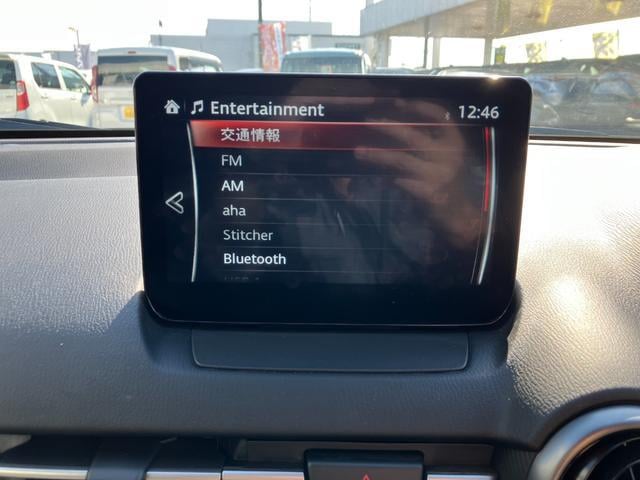 Entertainment 12:46
交通情報
FM
AM
aha
Stitcher
Bluetooth